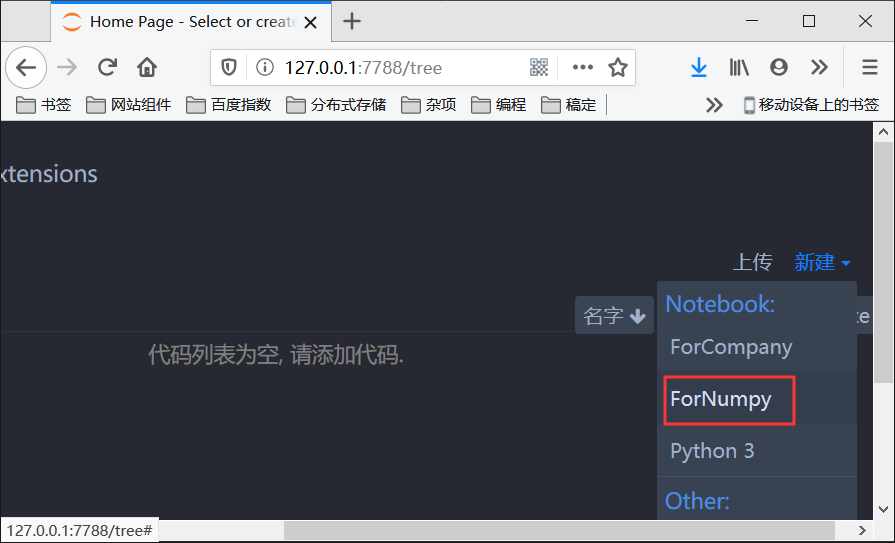 Home Page - Select or create
127.0.0.1:7788/tree
书签 网站组件 百度指数 分布式存储 杂项 编程 稿定 移动设备上的书签
xtensions
上传 新建
名字
te
Notebook:
代码列表为空, 请添加代码.
ForCompany
ForNumpy
Python 3
Other:
127.0.0.1:7788/tree#